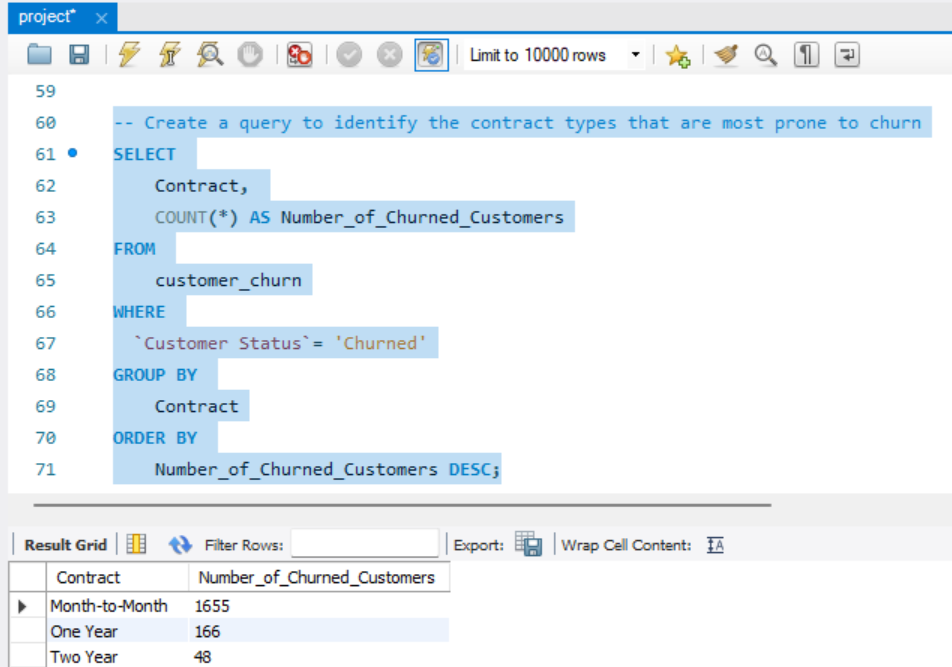 project*
Limit to 10000 rows
59
60 -- Create a query to identify the contract types that are most prone to churn
61 SELECT
62 Contract,
63 COUNT(*) AS Number_of_Churned_Customers
64 FROM
65 customer_churn
66 WHERE
67 `Customer Status`= 'Churned'
68 GROUP BY
69 Contract
70 ORDER BY
71 Number_of_Churned_Customers DESC;
Result Grid Filter Rows: Export: Wrap Cell Content:
Contract Number_of_Churned_Customers
Month-to-Month 1655
One Year 166
Two Year 48